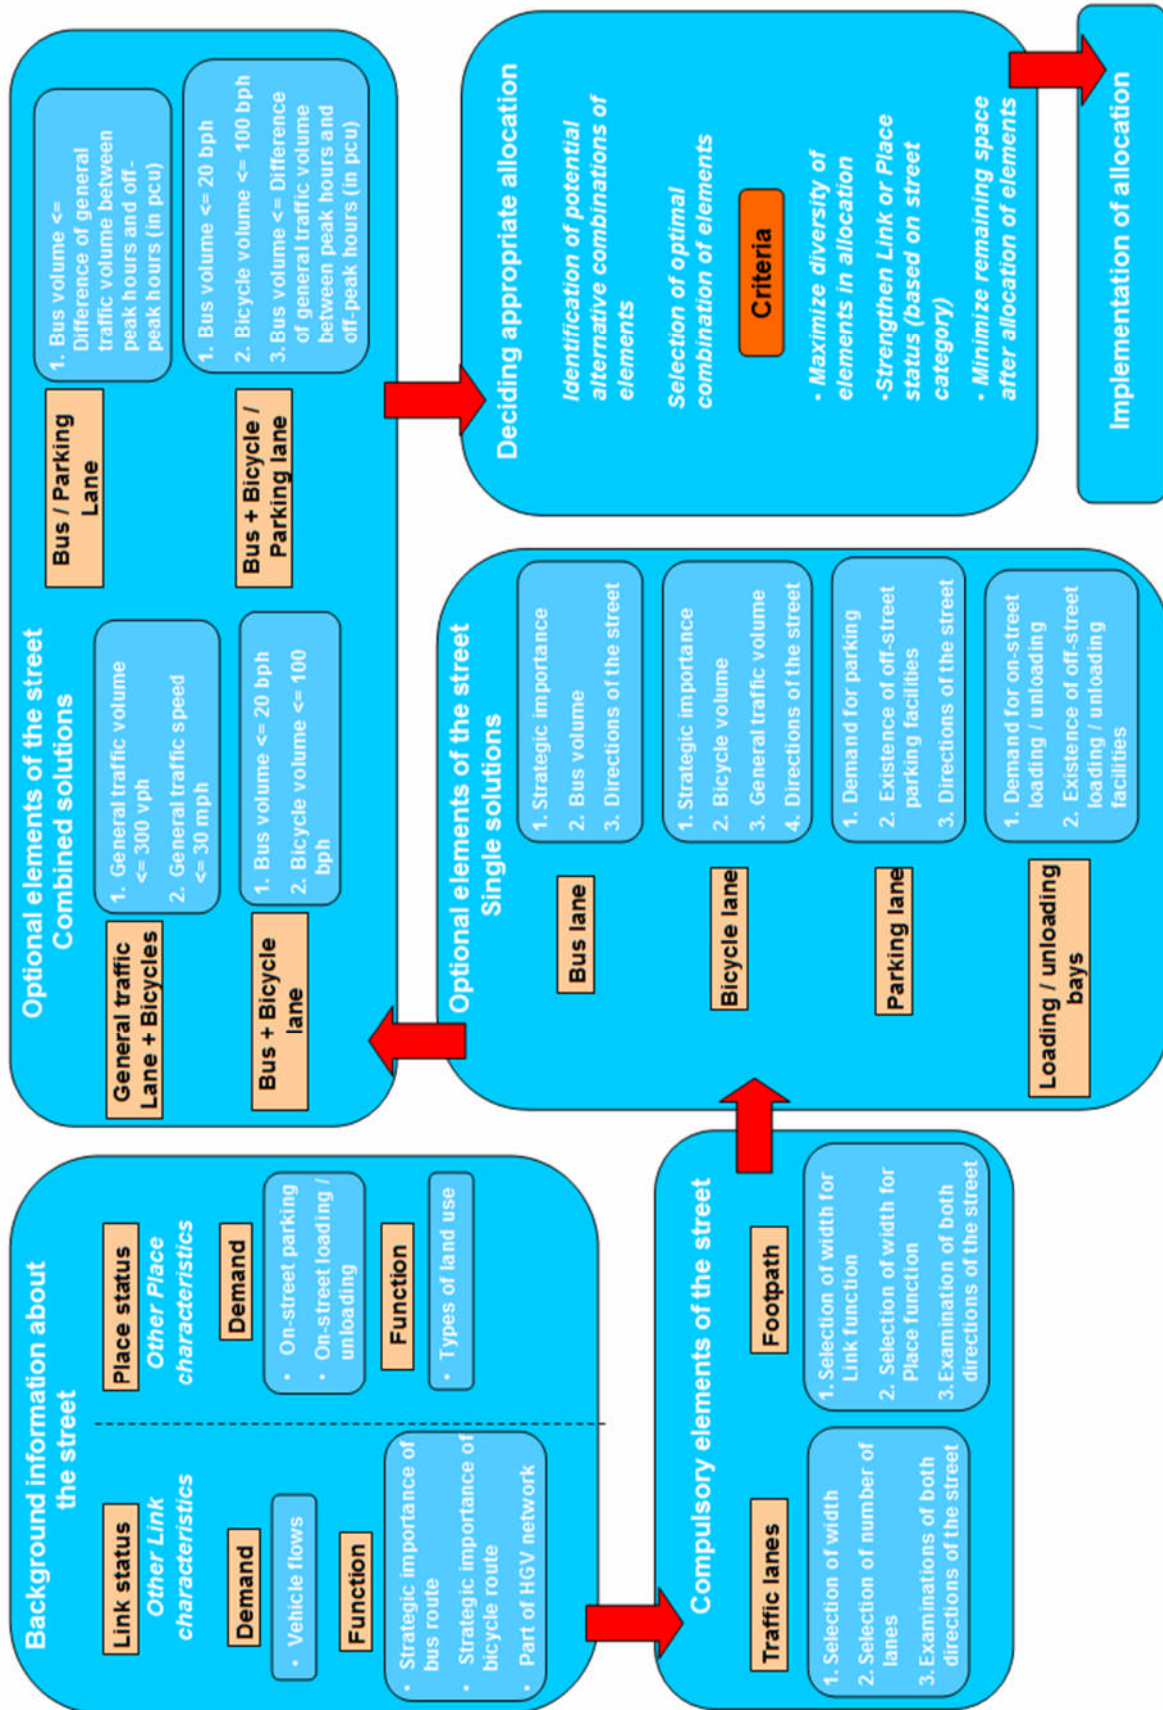 Background information about
the street
Link status
Other Link
characteristics
Demand
• Vehicle flows
Function
• Strategic importance of
bus route
• Strategic importance of
bicycle route
• Part of HGV network
Place status
Other Place
characteristics
Demand
• On-street parking
• On-street loading /
unloading
Function
• Types of land use
Compulsory elements of the street
Traffic lanes
1. Selection of width
2. Selection of number of
lanes
3. Examinations of both
directions of the street
Footpath
1. Selection of width for
Link function
2. Selection of width for
Place function
3. Examination of both
directions of the street
Optional elements of the street
Single solutions
Bus lane
1. Strategic importance
2. Bus volume
3. Directions of the street
Bicycle lane
1. Strategic importance
2. Bicycle volume
3. General traffic volume
4. Directions of the street
Parking lane
1. Demand for parking
2. Existence of off-street
parking facilities
3. Directions of the street
Loading / unloading
bays
1. Demand for on-street
loading / unloading
2. Existence of off-street
loading / unloading
facilities
Optional elements of the street
Combined solutions
General traffic
Lane + Bicycles
1. General traffic volume
<= 300 vph
2. General traffic speed
<= 30 mph
Bus + Bicycle
lane
1. Bus volume <= 20 bph
2. Bicycle volume <= 100
bph
Bus / Parking
Lane
1. Bus volume <=
Difference of general
traffic volume between
peak hours and off-
peak hours (in pcu)
Bus + Bicycle /
Parking lane
1. Bus volume <= 20 bph
2. Bicycle volume <= 100 bph
3. Bus volume <= Difference
of general traffic volume
between peak hours and
off-peak hours (in pcu)
Deciding appropriate allocation
Identification of potential
alternative combinations of
elements
Selection of optimal
combination of elements
Criteria
• Maximize diversity of
elements in allocation
•Strengthen Link or Place
status (based on street
category)
• Minimize remaining space
after allocation of elements
Implementation of allocation